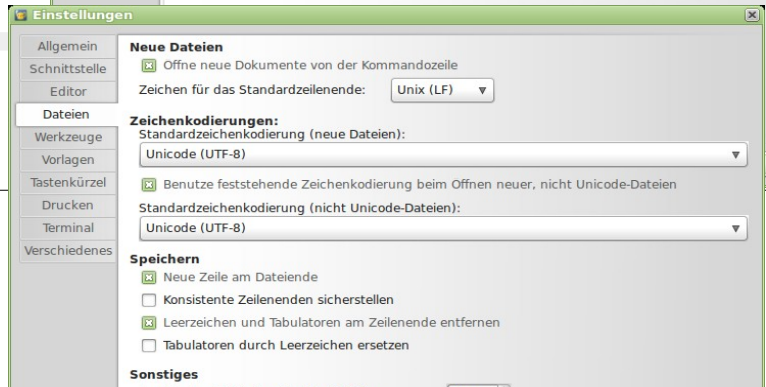 Einstellungen
Allgemein
Schnittstelle
Editor
Dateien
Werkzeuge
Vorlagen
Tastenkürzel
Drucken
Terminal
Verschiedenes
Neue Dateien
Öffne neue Dokumente von der Kommandozeile
Zeichen für das Standardzeilenende: Unix (LF)
Zeichenkodierungen:
Standardzeichenkodierung (neue Dateien):
Unicode (UTF-8)
Benutze feststehende Zeichenkodierung beim Öffnen neuer, nicht Unicode-Dateien
Standardzeichenkodierung (nicht Unicode-Dateien):
Unicode (UTF-8)
Speichern
Neue Zeile am Dateiende
Konsistente Zeilenenden sicherstellen
Leerzeichen und Tabulatoren am Zeilenende entfernen
Tabulatoren durch Leerzeichen ersetzen
Sonstiges